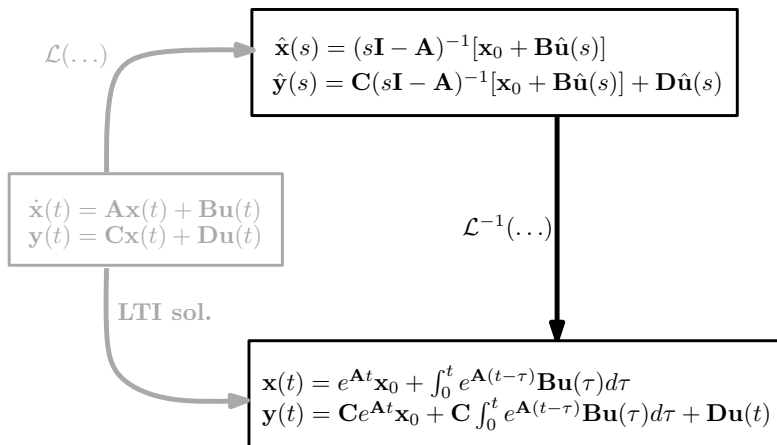 ℒ(…)
x̂(s) = (sI − A)⁻¹[x₀ + Bû(s)]
ŷ(s) = C(sI − A)⁻¹[x₀ + Bû(s)] + Dû(s)
ẋ(t) = Ax(t) + Bu(t)
y(t) = Cx(t) + Du(t)
ℒ⁻¹(…)
LTI sol.
x(t) = e^{At}x₀ + ∫₀ᵗ e^{A(t−τ)}Bu(τ)dτ
y(t) = Ce^{At}x₀ + C ∫₀ᵗ e^{A(t−τ)}Bu(τ)dτ + Du(t)